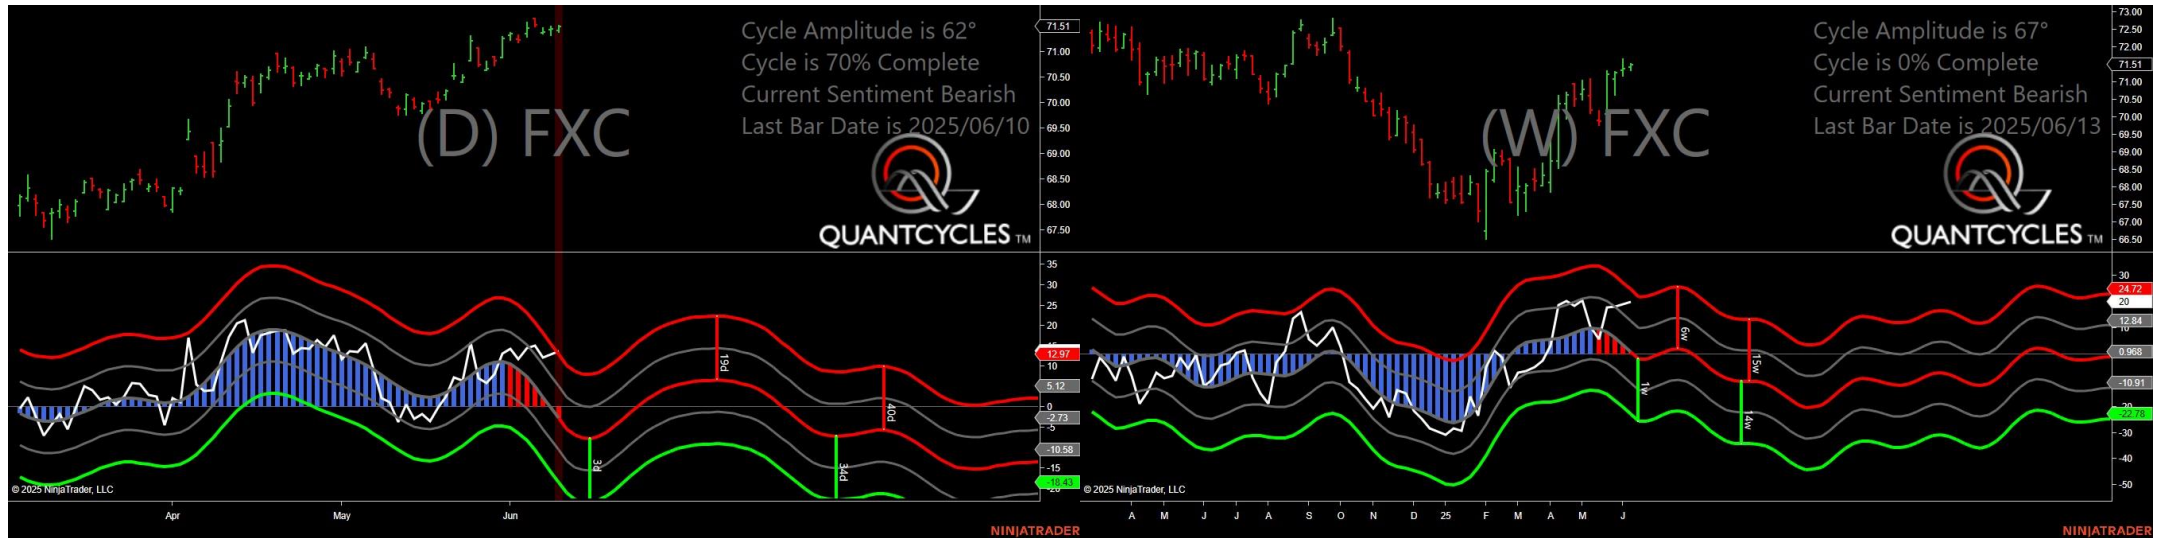 Cycle Amplitude is 62°
Cycle is 70% Complete
Current Sentiment Bearish
Last Bar Date is 2025/06/10
(D) FXC
QUANTCYCLES TM
71.51
71.00
70.50
70.00
69.50
69.00
68.50
68.00
67.50
35
30
25
20
12.97
5.12
0
-2.73
-5
-10.58
-15
-18.43
19d
40d
3d
34d
© 2025 NinjaTrader, LLC
Apr
May
Jun
NINJATRADER
Cycle Amplitude is 67°
Cycle is 0% Complete
Current Sentiment Bearish
Last Bar Date is 2025/06/13
(W) FXC
QUANTCYCLES TM
73.00
72.50
72.00
71.51
71.00
70.50
70.00
69.50
69.00
68.50
68.00
67.50
67.00
66.50
30
24.72
20
12.84
0.968
-10.91
-22.78
-30
-40
-50
6w
15w
1w
14w
© 2025 NinjaTrader, LLC
A
M
J
J
A
S
O
N
D
25
F
M
A
M
J
NINJATRADER